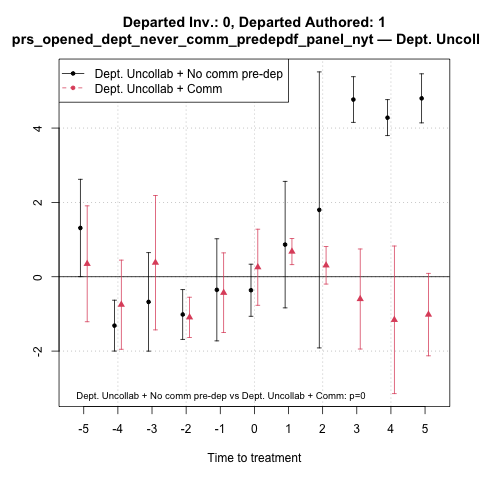 Departed Inv.: 0, Departed Authored: 1
prs_opened_dept_never_comm_predepdf_panel_nyt — Dept. Uncoll
Dept. Uncollab + No comm pre-dep
Dept. Uncollab + Comm
4
2
0
-2
Dept. Uncollab + No comm pre-dep vs Dept. Uncollab + Comm: p=0
-5 -4 -3 -2 -1 0 1 2 3 4 5
Time to treatment